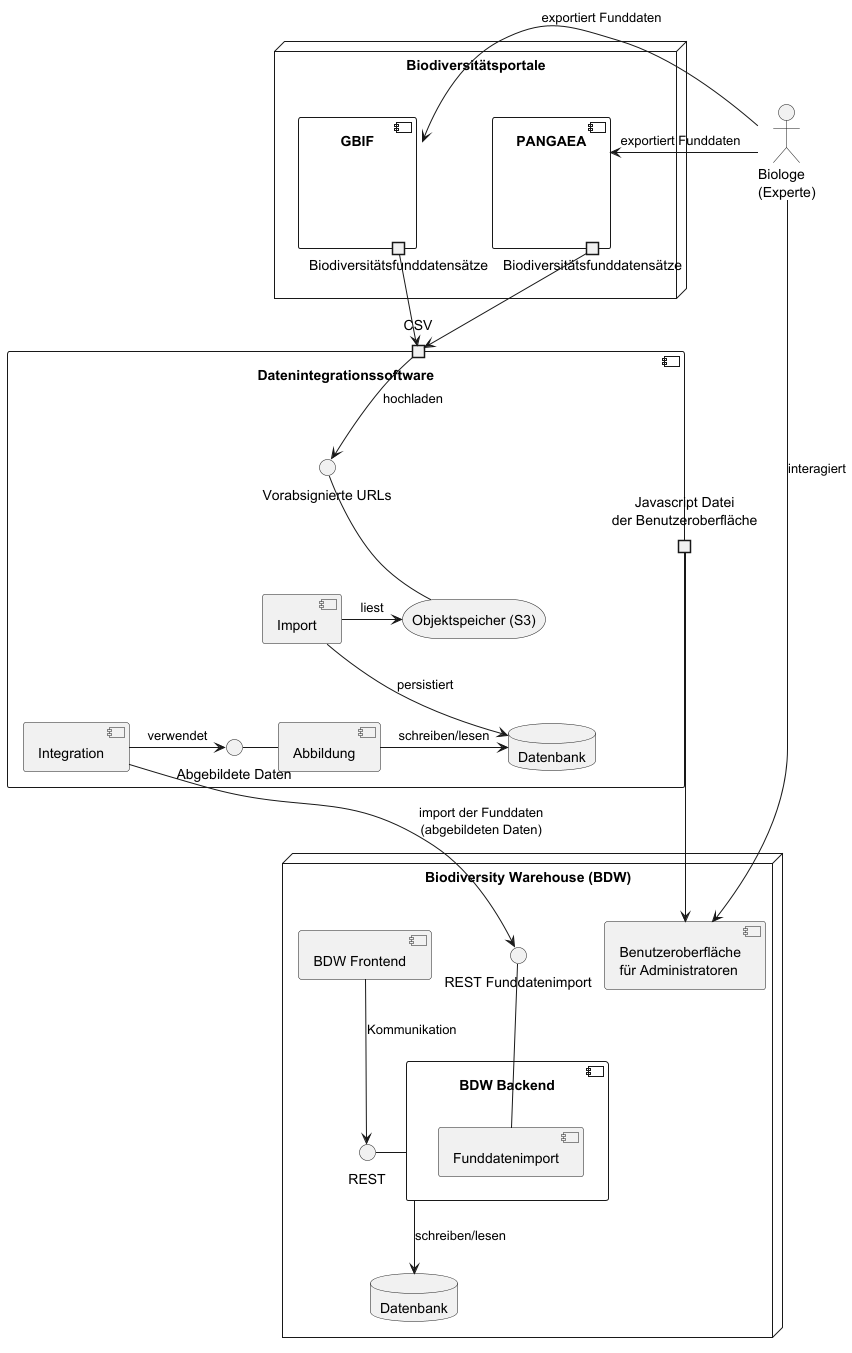 exportiert Funddaten
Biodiversitätsportale
GBIF
PANGAEA
exportiert Funddaten
Biologe
(Experte)
Biodiversitätsfunddatensätze
Biodiversitätsfunddatensätze
CSV
Datenintegrationssoftware
hochladen
interagiert
Vorabsignierte URLs
Javascript Datei
der Benutzeroberfläche
Import
liest
Objektspeicher (S3)
persistiert
Integration
verwendet
Abgebildete Daten
Abbildung
schreiben/lesen
Datenbank
import der Funddaten
(abgebildeten Daten)
Biodiversity Warehouse (BDW)
BDW Frontend
REST Funddatenimport
Benutzeroberfläche
für Administratoren
Kommunikation
BDW Backend
Funddatenimport
REST
schreiben/lesen
Datenbank